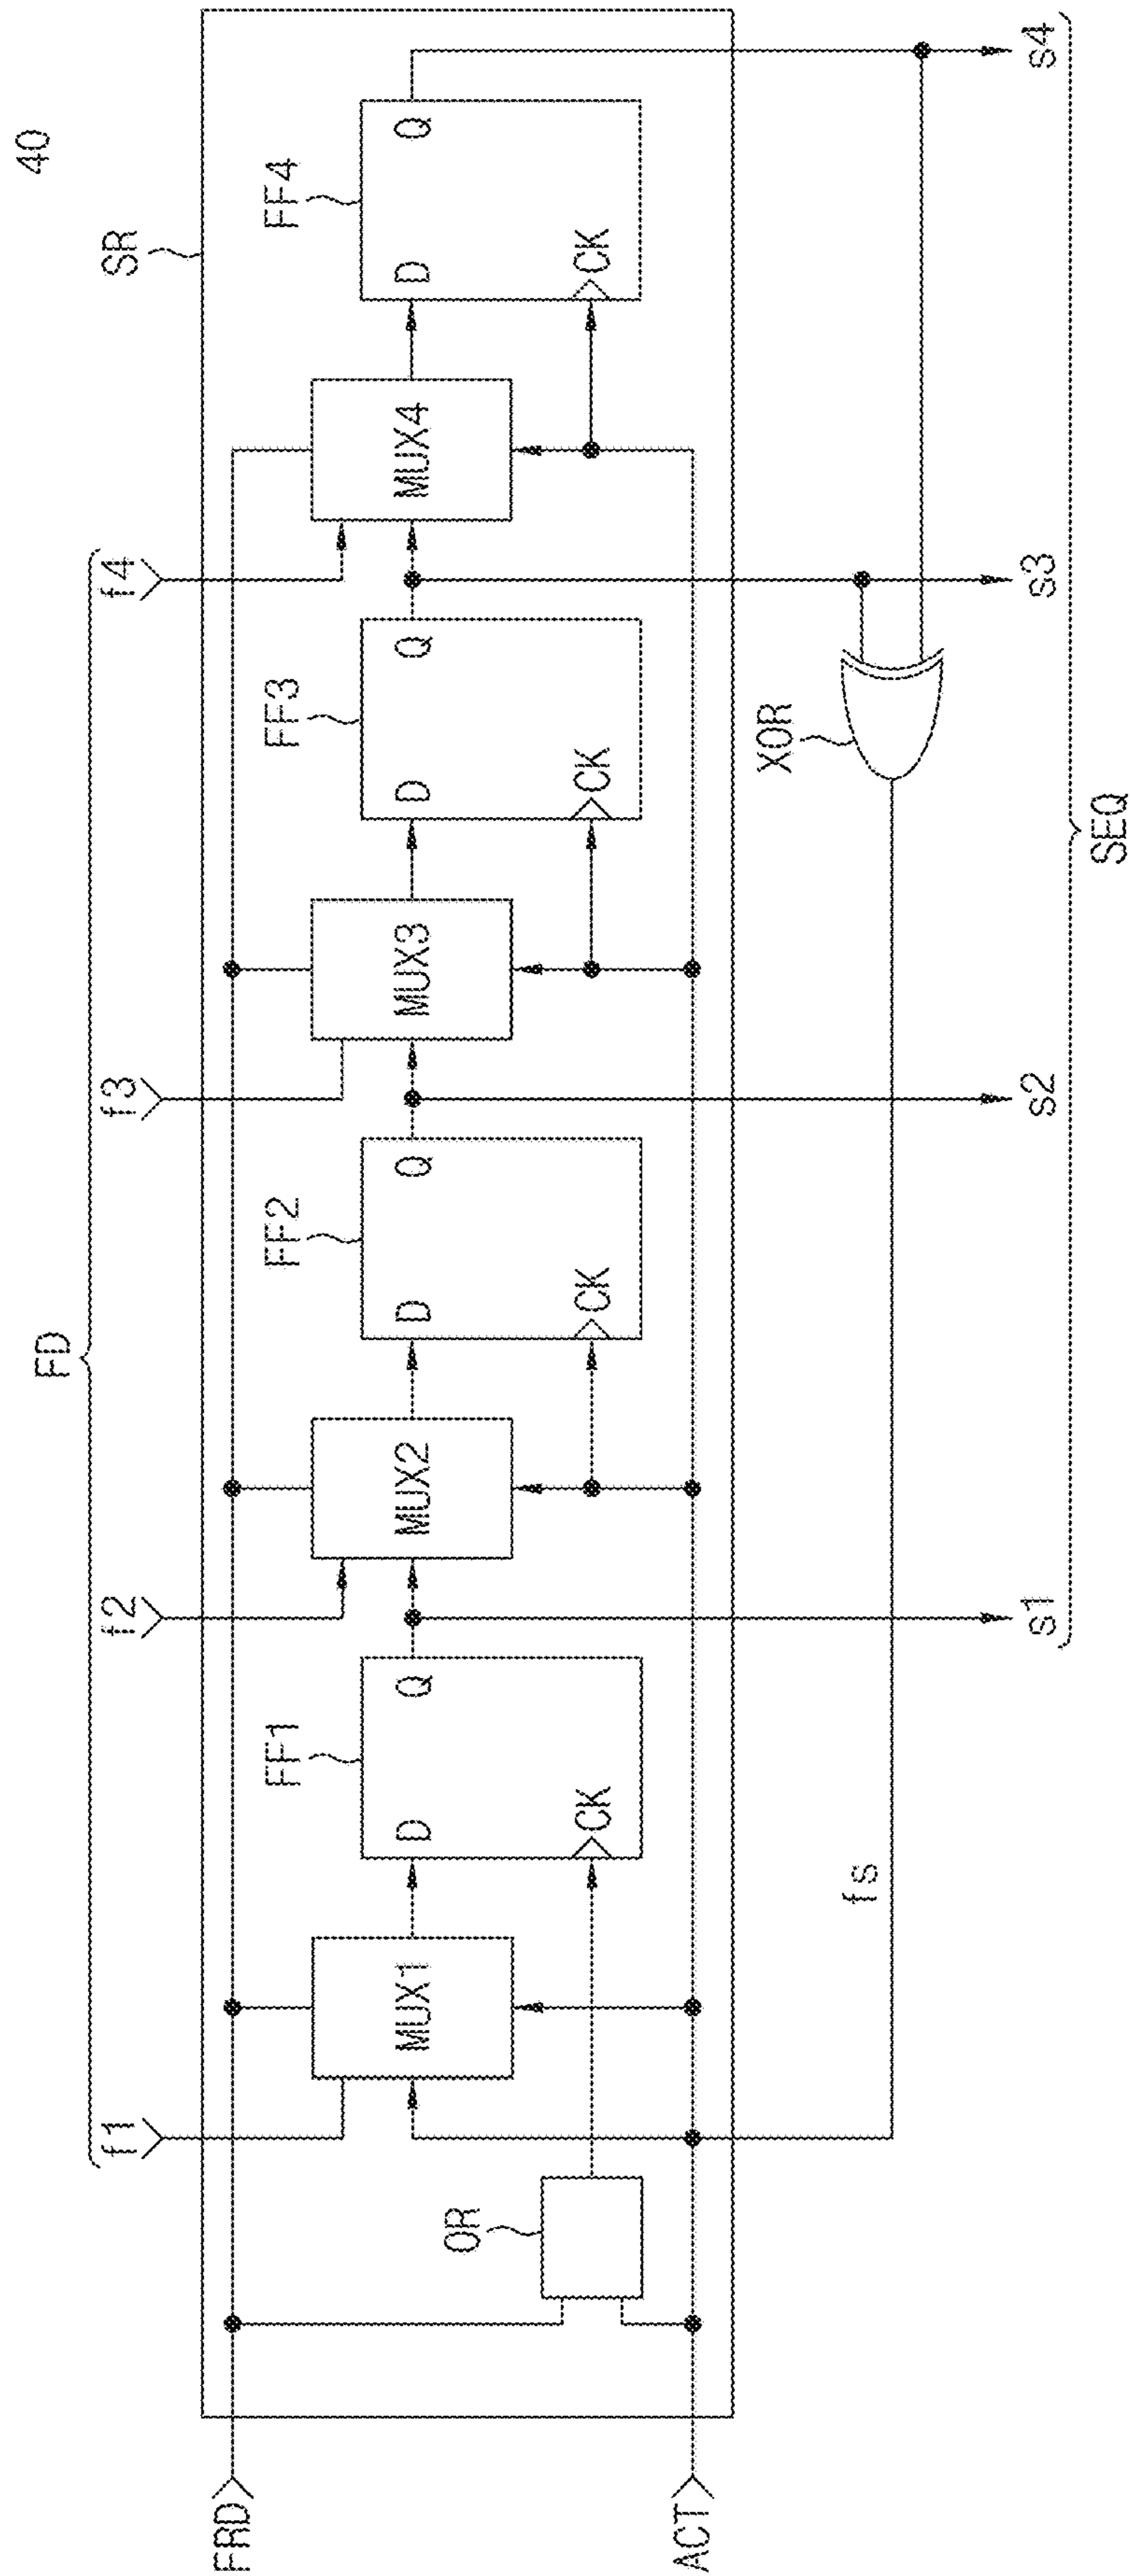 40
FD
f1
f2
f3
f4
SR
FRD
ACT
OR
MUX1
FF1
D
Q
CK
MUX2
FF2
D
Q
CK
MUX3
FF3
D
Q
CK
MUX4
FF4
D
Q
CK
XOR
fs
s1
s2
s3
s4
SEQ